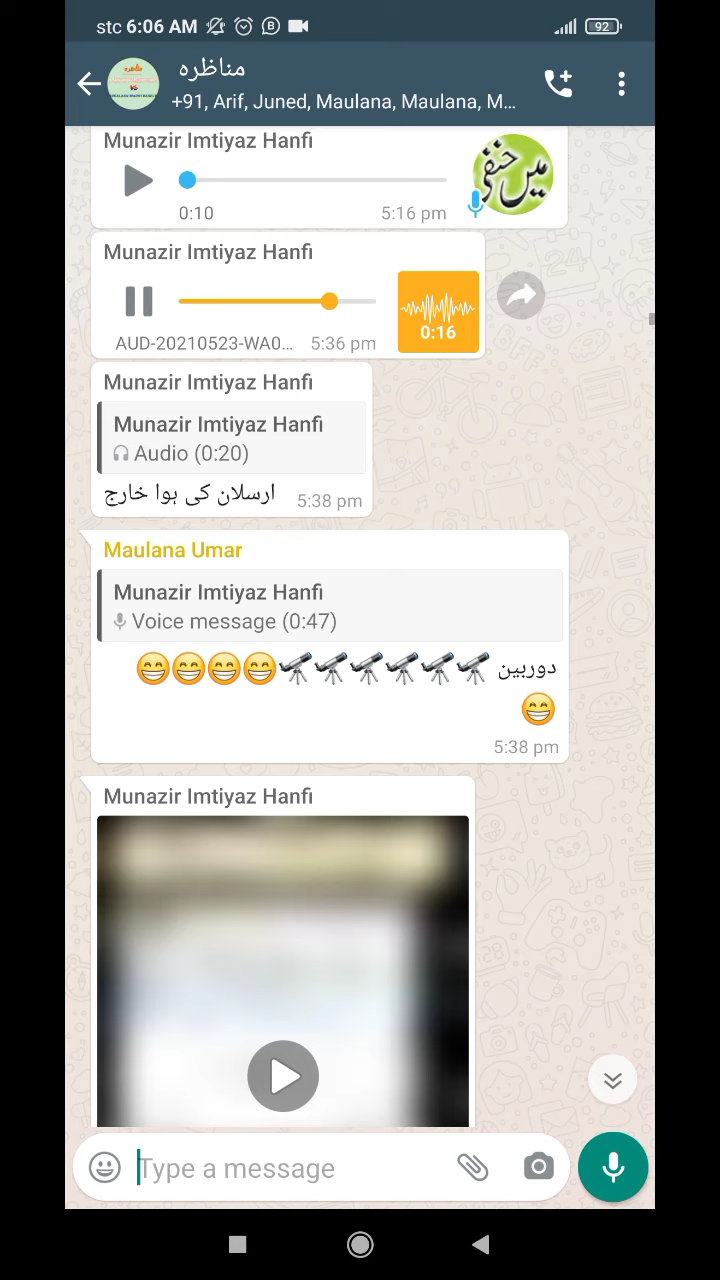 stc 6:06 AM
92
مناظرہ
+91, Arif, Juned, Maulana, Maulana, M...
Munazir Imtiyaz Hanfi
میں حنفی
0:10 5:16 pm
Munazir Imtiyaz Hanfi
0:16
AUD-20210523-WA0... 5:36 pm
Munazir Imtiyaz Hanfi
Munazir Imtiyaz Hanfi
Audio (0:20)
ارسلان کی ہوا خارج
5:38 pm
Maulana Umar
Munazir Imtiyaz Hanfi
Voice message (0:47)
دوربین 🔭🔭🔭🔭🔭🔭😁😁😁😁
😁
5:38 pm
Munazir Imtiyaz Hanfi
Type a message